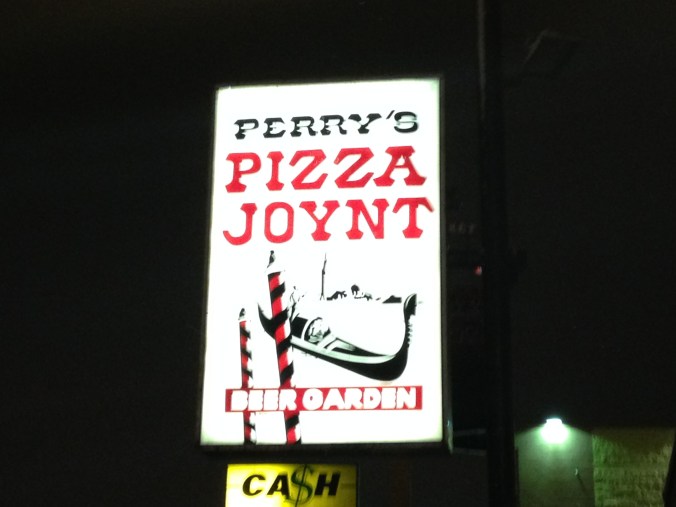 PERRY'S
PIZZA
JOYNT
BEER GARDEN
CA$H